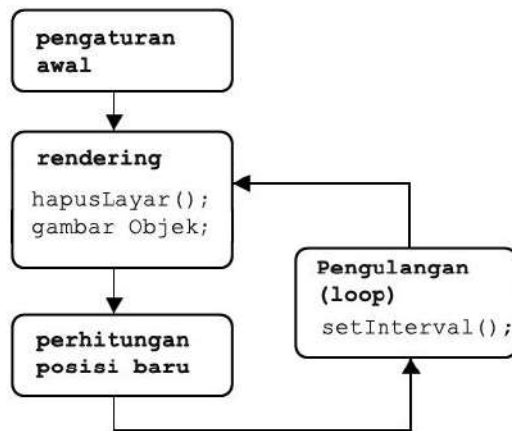 pengaturan
awal
rendering
hapusLayar();
gambar Objek;
perhitungan
posisi baru
Pengulangan
(loop)
setInterval();